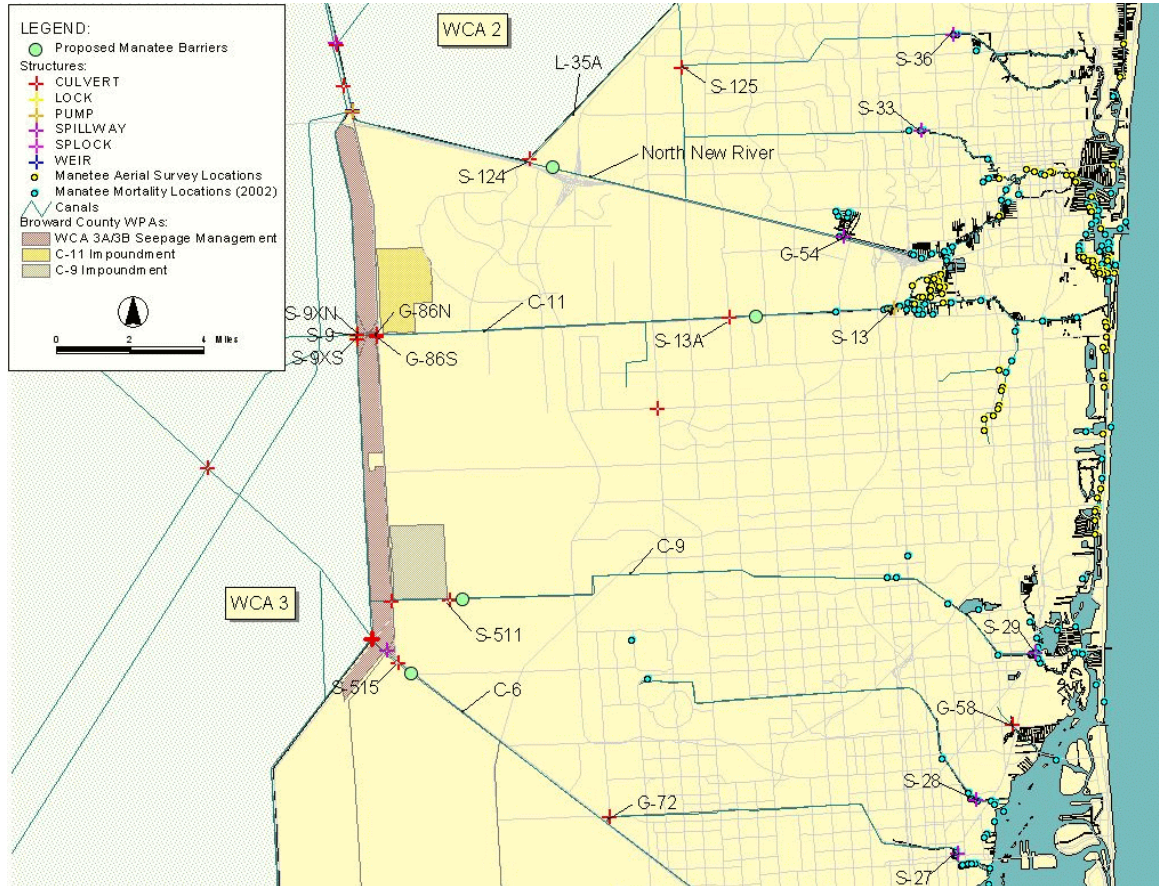 LEGEND:
Proposed Manatee Barriers
Structures:
CULVERT
LOCK
PUMP
SPILLWAY
SPLOCK
WEIR
Manatee Aerial Survey Locations
Manatee Mortality Locations (2002)
Canals
Broward County WPAs:
WCA 3A/3B Seepage Management
C-11 Impoundment
C-9 Impoundment
0 2 4 Miles
WCA 2
L-35A
S-125
S-36
S-33
S-124
North New River
G-54
S-9XN
S-9
S-9XS
G-86N
G-86S
C-11
S-13A
S-13
WCA 3
C-9
S-511
S-29
S-515
C-6
G-58
S-28
G-72
S-27